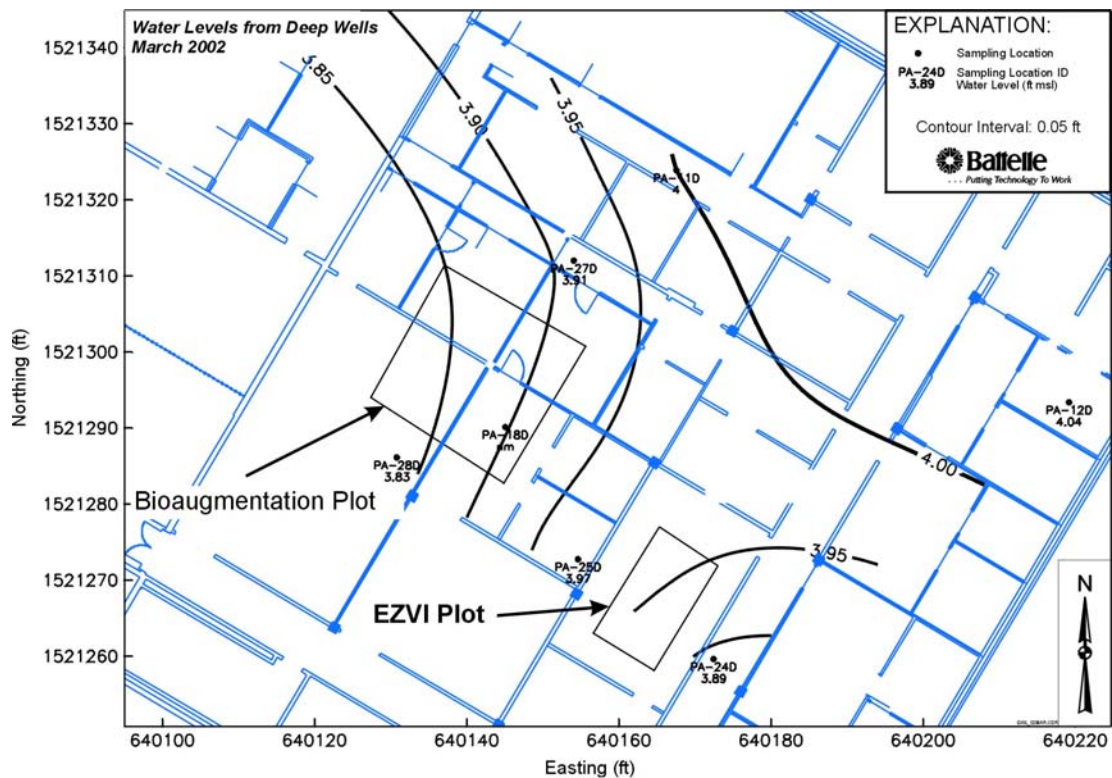 Water Levels from Deep Wells
March 2002
EXPLANATION:
Sampling Location
PA-24D
3.89
Sampling Location ID
Water Level (ft msl)
Contour Interval: 0.05 ft
Battelle
... Putting Technology To Work
1521340
1521330
1521320
1521310
1521300
1521290
1521280
1521270
1521260
Northing (ft)
3.85
3.90
3.95
PA-11D
4
PA-27D
3.91
PA-12D
4.04
PA-18D
nm
PA-28D
3.83
4.00
Bioaugmentation Plot
3.95
PA-25D
3.97
EZVI Plot
PA-24D
3.89
N
640100
640120
640140
640160
640180
640200
640220
Easting (ft)